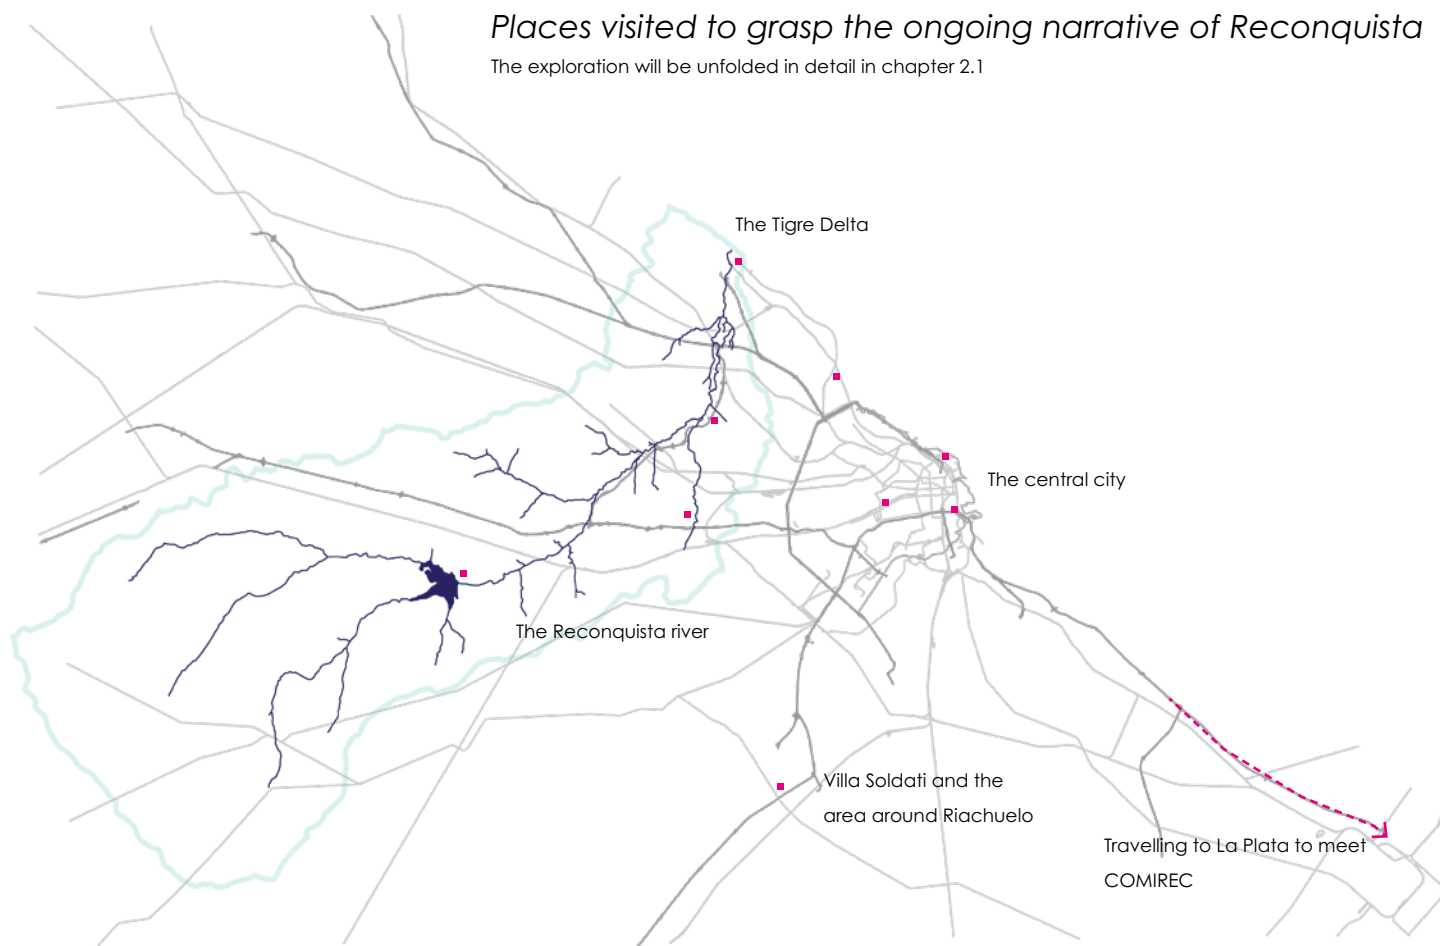 Places visited to grasp the ongoing narrative of Reconquista
The exploration will be unfolded in detail in chapter 2.1
The Tigre Delta
The central city
The Reconquista river
Villa Soldati and the
area around Riachuelo
Travelling to La Plata to meet
COMIREC